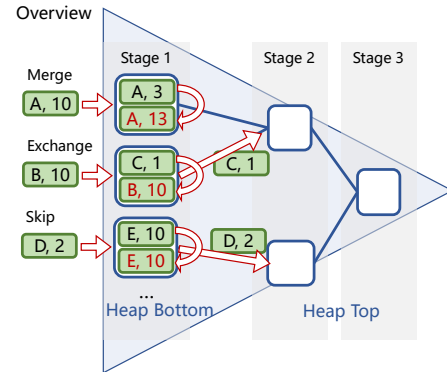 Overview
Stage 1
Stage 2
Stage 3
Merge
A, 10
A, 3
A, 13
Exchange
B, 10
C, 1
B, 10
C, 1
Skip
D, 2
E, 10
E, 10
D, 2
...
Heap Bottom
Heap Top